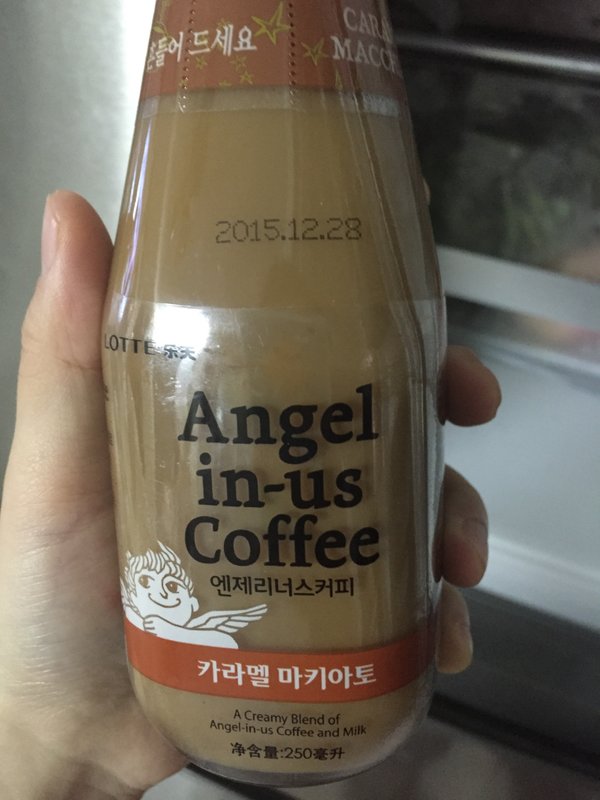 흔들어 드세요
2015.12.28
LOTTE 乐天
Angel
in-us
Coffee
엔제리너스커피
카라멜 마키아토
A Creamy Blend of
Angel-in-us Coffee and Milk
净含量:250毫升